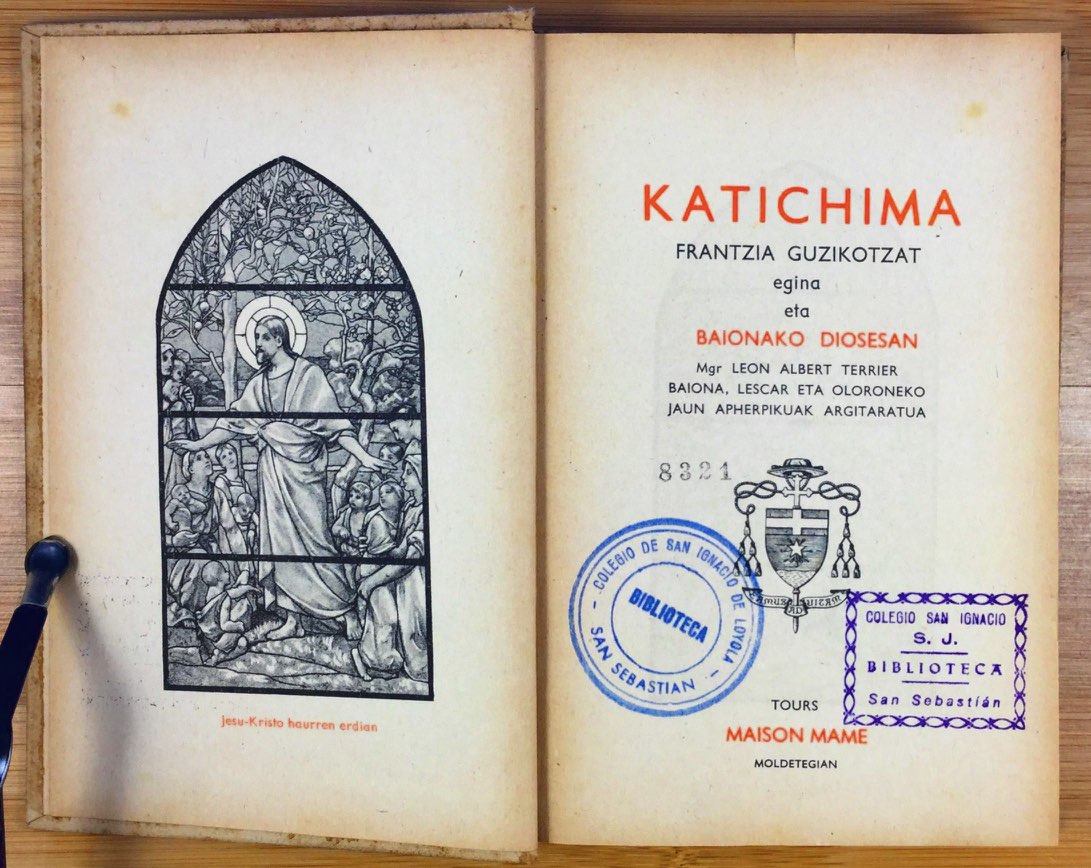 Jesu-Kristo haurren erdian
KATICHIMA
FRANTZIA GUZIKOTZAT
egina
eta
BAIONAKO DIOSESAN
Mgr LEON ALBERT TERRIER
BAIONA, LESCAR ETA OLORONEKO
JAUN APHERPIKUAK ARGITARATUA
8321
COLEGIO DE SAN IGNACIO DE LOYOLA
BIBLIOTECA
SAN SEBASTIAN
COLEGIO SAN IGNACIO
S. J.
BIBLIOTECA
San Sebastián
TOURS
MAISON MAME
MOLDETEGIAN